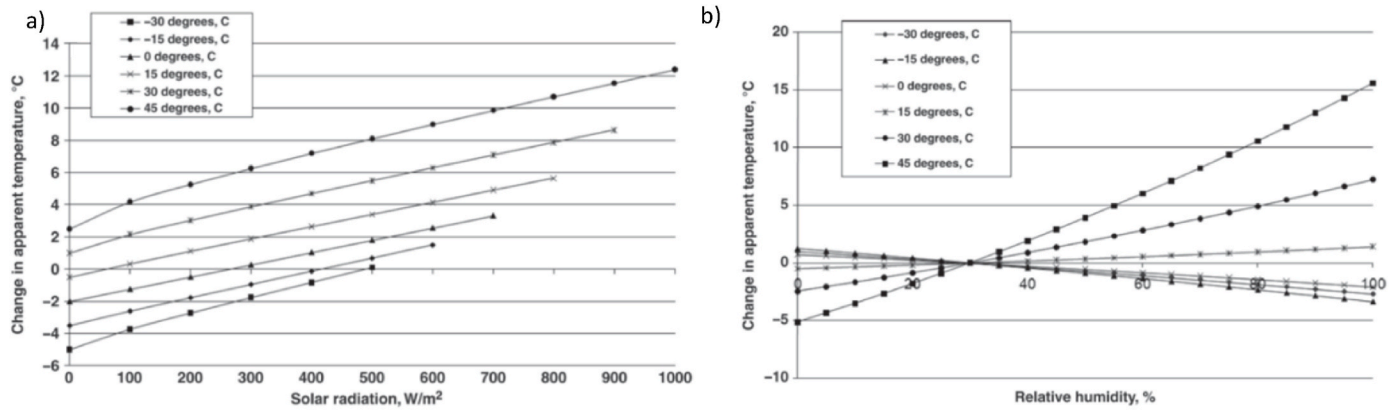 a)
−30 degrees, C
−15 degrees, C
0 degrees, C
15 degrees, C
30 degrees, C
45 degrees, C
Change in apparent temperature, °C
14
12
10
8
6
4
2
0
−2
−4
−6
0 100 200 300 400 500 600 700 800 900 1000
Solar radiation, W/m²
b)
−30 degrees, C
−15 degrees, C
0 degrees, C
15 degrees, C
30 degrees, C
45 degrees, C
Change in apparent temperature, °C
20
15
10
5
0
−5
−10
0 20 40 60 80 100
Relative humidity, %